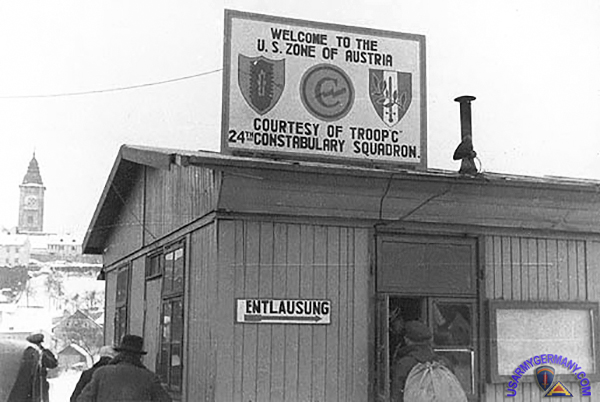 WELCOME TO THE
U.S. ZONE OF AUSTRIA
C
COURTESY OF TROOP "C"
24TH CONSTABULARY SQUADRON.
ENTLAUSUNG
USARMYGERMANY.COM